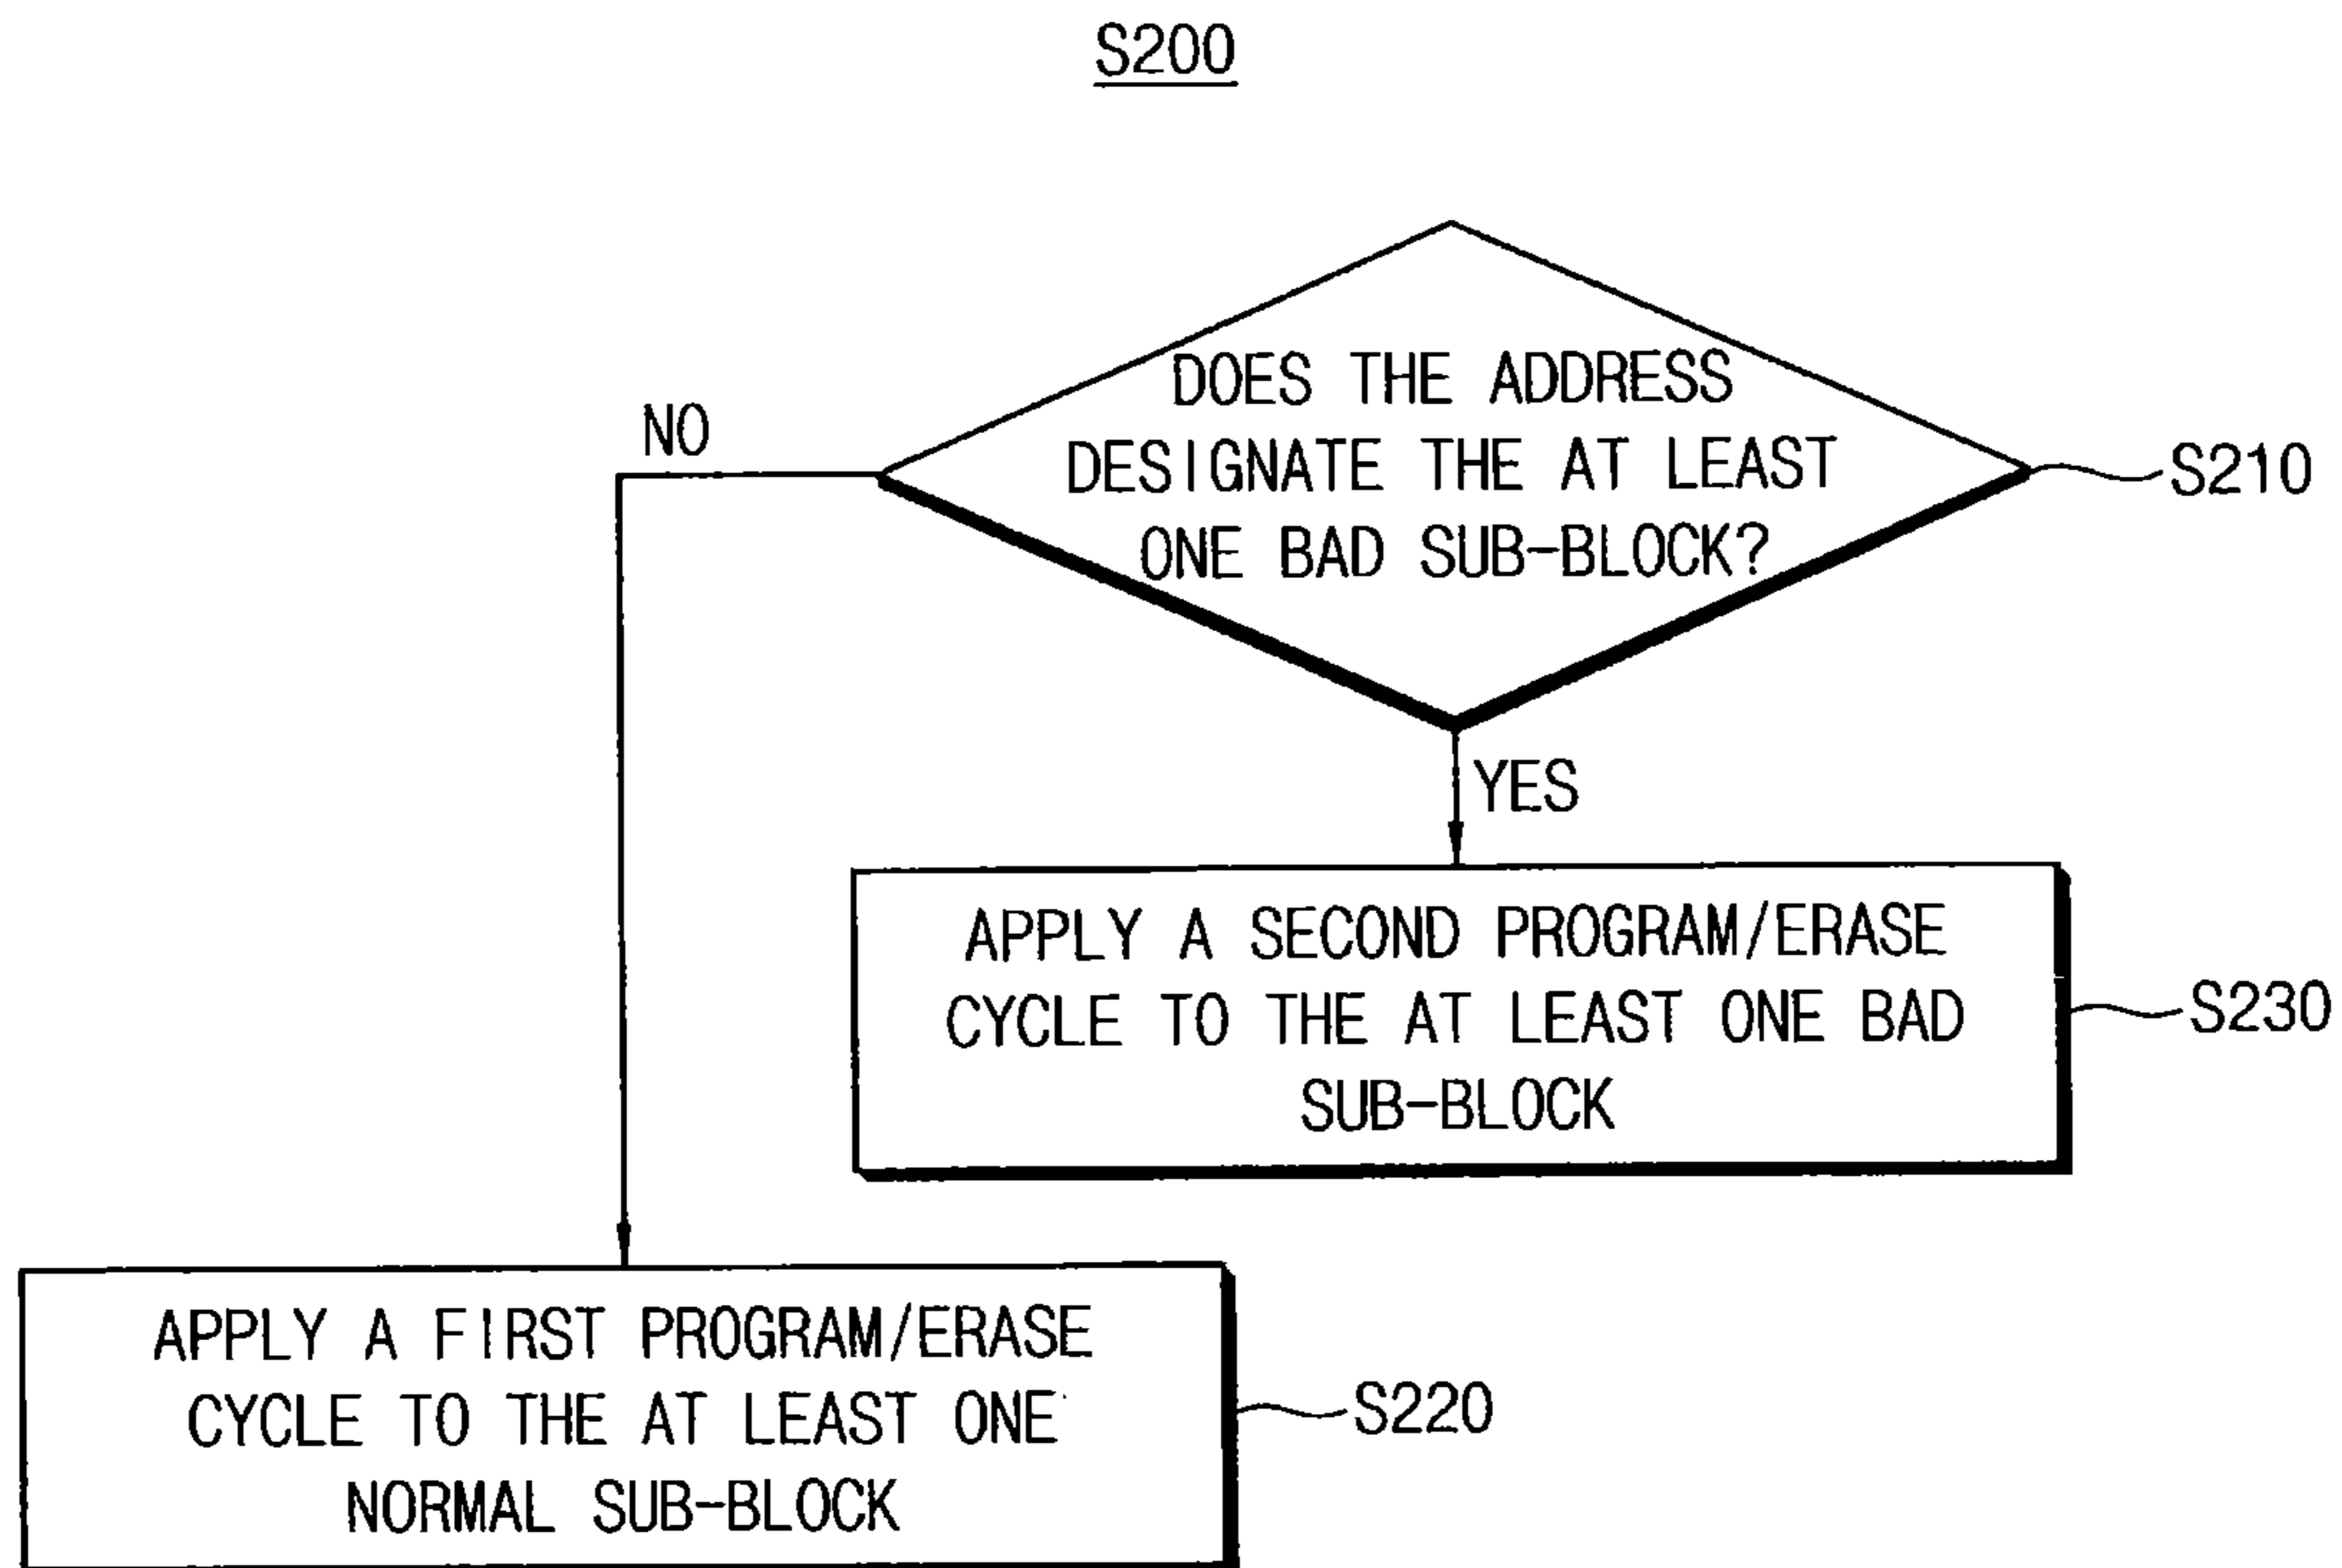 S200
DOES THE ADDRESS
DESIGNATE THE AT LEAST
ONE BAD SUB-BLOCK?
S210
NO
YES
APPLY A SECOND PROGRAM/ERASE
CYCLE TO THE AT LEAST ONE BAD
SUB-BLOCK
S230
APPLY A FIRST PROGRAM/ERASE
CYCLE TO THE AT LEAST ONE
NORMAL SUB-BLOCK
S220